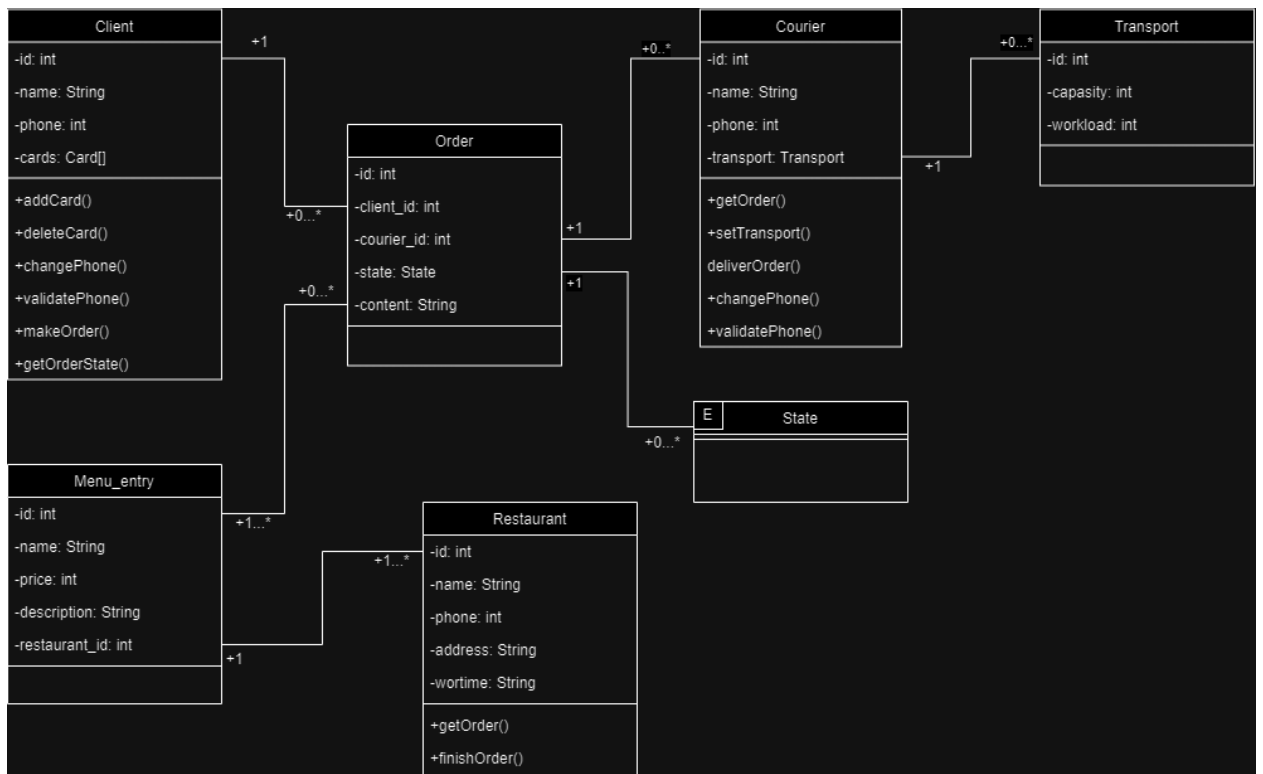 Client
-id: int
-name: String
-phone: int
-cards: Card[]
+addCard()
+deleteCard()
+changePhone()
+validatePhone()
+makeOrder()
+getOrderState()
+1
+0...*
Order
-id: int
-client_id: int
-courier_id: int
-state: State
-content: String
+1
+0..*
+1
+0...*
+0...*
+1...*
Courier
-id: int
-name: String
-phone: int
-transport: Transport
+getOrder()
+setTransport()
deliverOrder()
+changePhone()
+validatePhone()
+1
+0...*
Transport
-id: int
-capasity: int
-workload: int
E
State
Menu_entry
-id: int
-name: String
-price: int
-description: String
-restaurant_id: int
+1
+1...*
Restaurant
-id: int
-name: String
-phone: int
-address: String
-wortime: String
+getOrder()
+finishOrder()